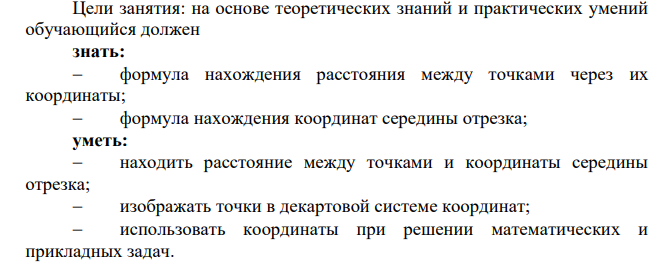 Цели занятия: на основе теоретических знаний и практических умений
обучающийся должен
знать:
– формула нахождения расстояния между точками через их
координаты;
– формула нахождения координат середины отрезка;
уметь:
– находить расстояние между точками и координаты середины
отрезка;
– изображать точки в декартовой системе координат;
– использовать координаты при решении математических и
прикладных задач.